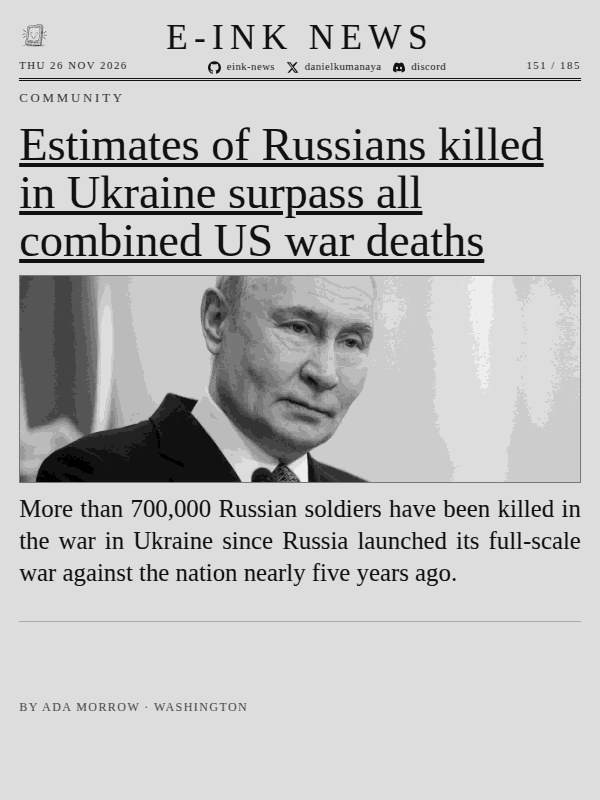 E-INK NEWS
THU 26 NOV 2026
eink-news danielkumanaya discord
151 / 185
COMMUNITY
Estimates of Russians killed
in Ukraine surpass all
combined US war deaths
More than 700,000 Russian soldiers have been killed in
the war in Ukraine since Russia launched its full-scale
war against the nation nearly five years ago.
BY ADA MORROW · WASHINGTON